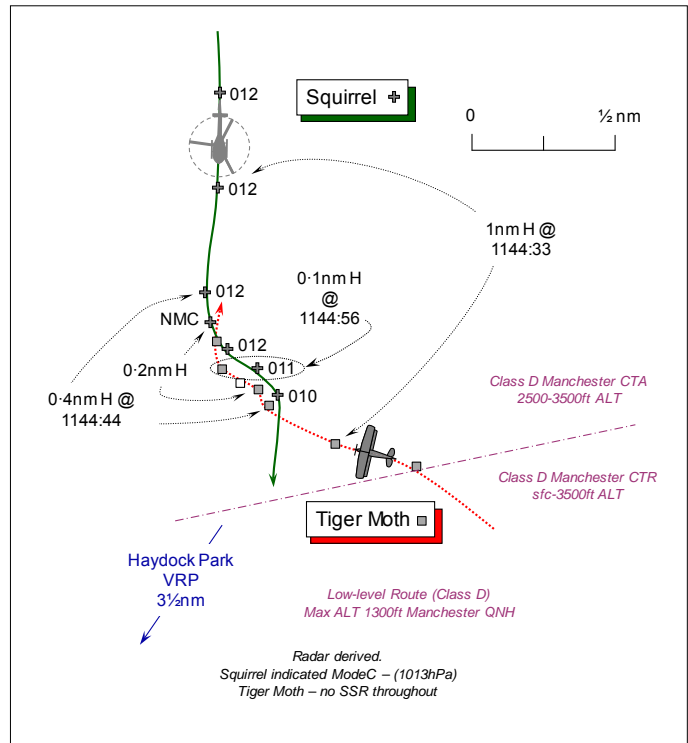 012
Squirrel
0
½ nm
012
1nm H @
1144:33
0·1nm H
@
1144:56
012
NMC
012
011
0·2nm H
010
0·4nm H @
1144:44
Class D Manchester CTA
2500-3500ft ALT
Class D Manchester CTR
sfc-3500ft ALT
Tiger Moth
Haydock Park
VRP
3½nm
Low-level Route (Class D)
Max ALT 1300ft Manchester QNH
Radar derived.
Squirrel indicated ModeC – (1013hPa)
Tiger Moth – no SSR throughout